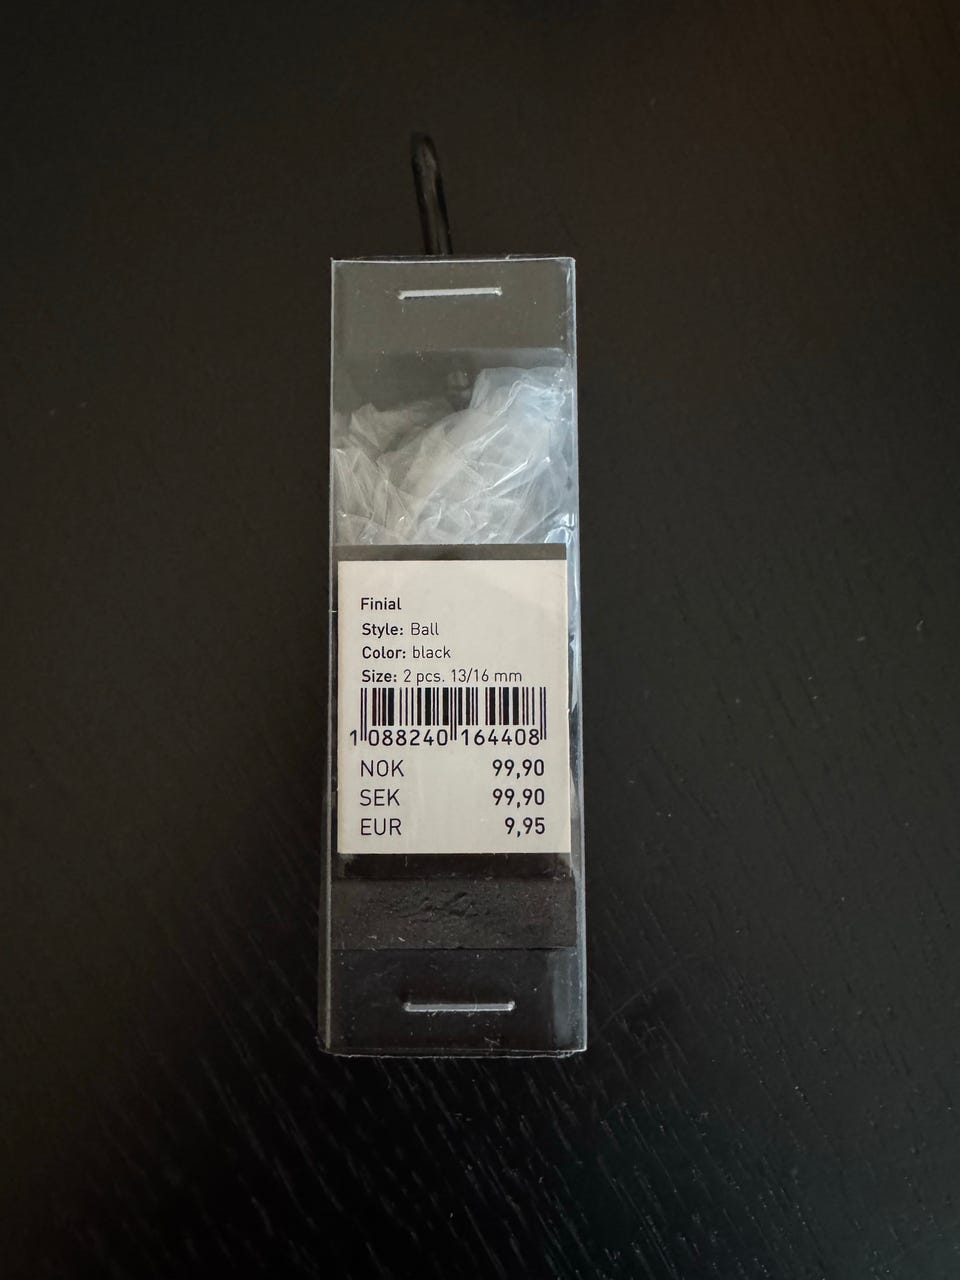 Finial
Style: Ball
Color: black
Size: 2 pcs. 13/16 mm
1 088240 164408
NOK 99,90
SEK 99,90
EUR 9,95